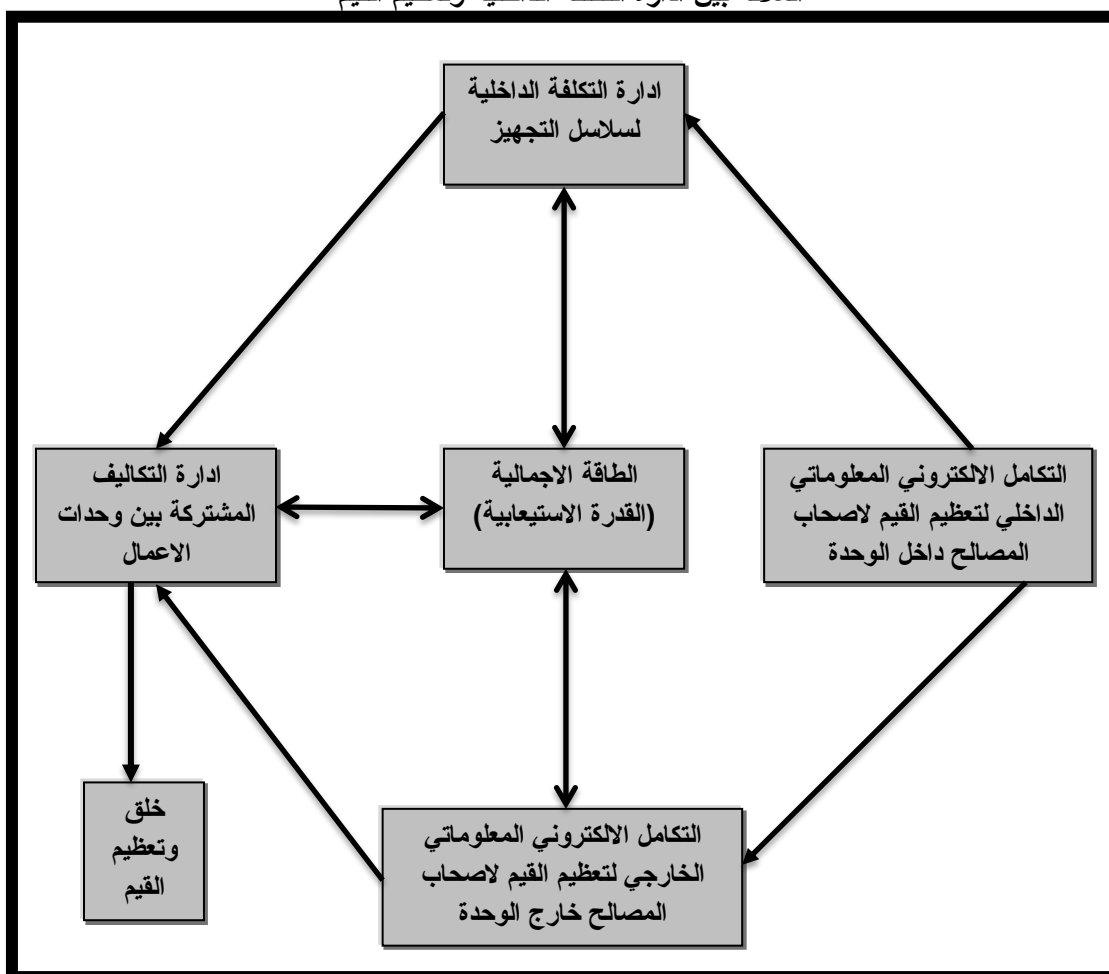 ادارة التكلفة الداخلية
لسلاسل التجهيز
التكامل الالكتروني المعلوماتي
الداخلي لتعظيم القيم لاصحاب
المصالح داخل الوحدة
الطاقة الاجمالية
(القدرة الاستيعابية)
ادارة التكاليف
المشتركة بين وحدات
الاعمال
التكامل الالكتروني المعلوماتي
الخارجي لتعظيم القيم لاصحاب
المصالح خارج الوحدة
خلق
وتعظيم
القيم